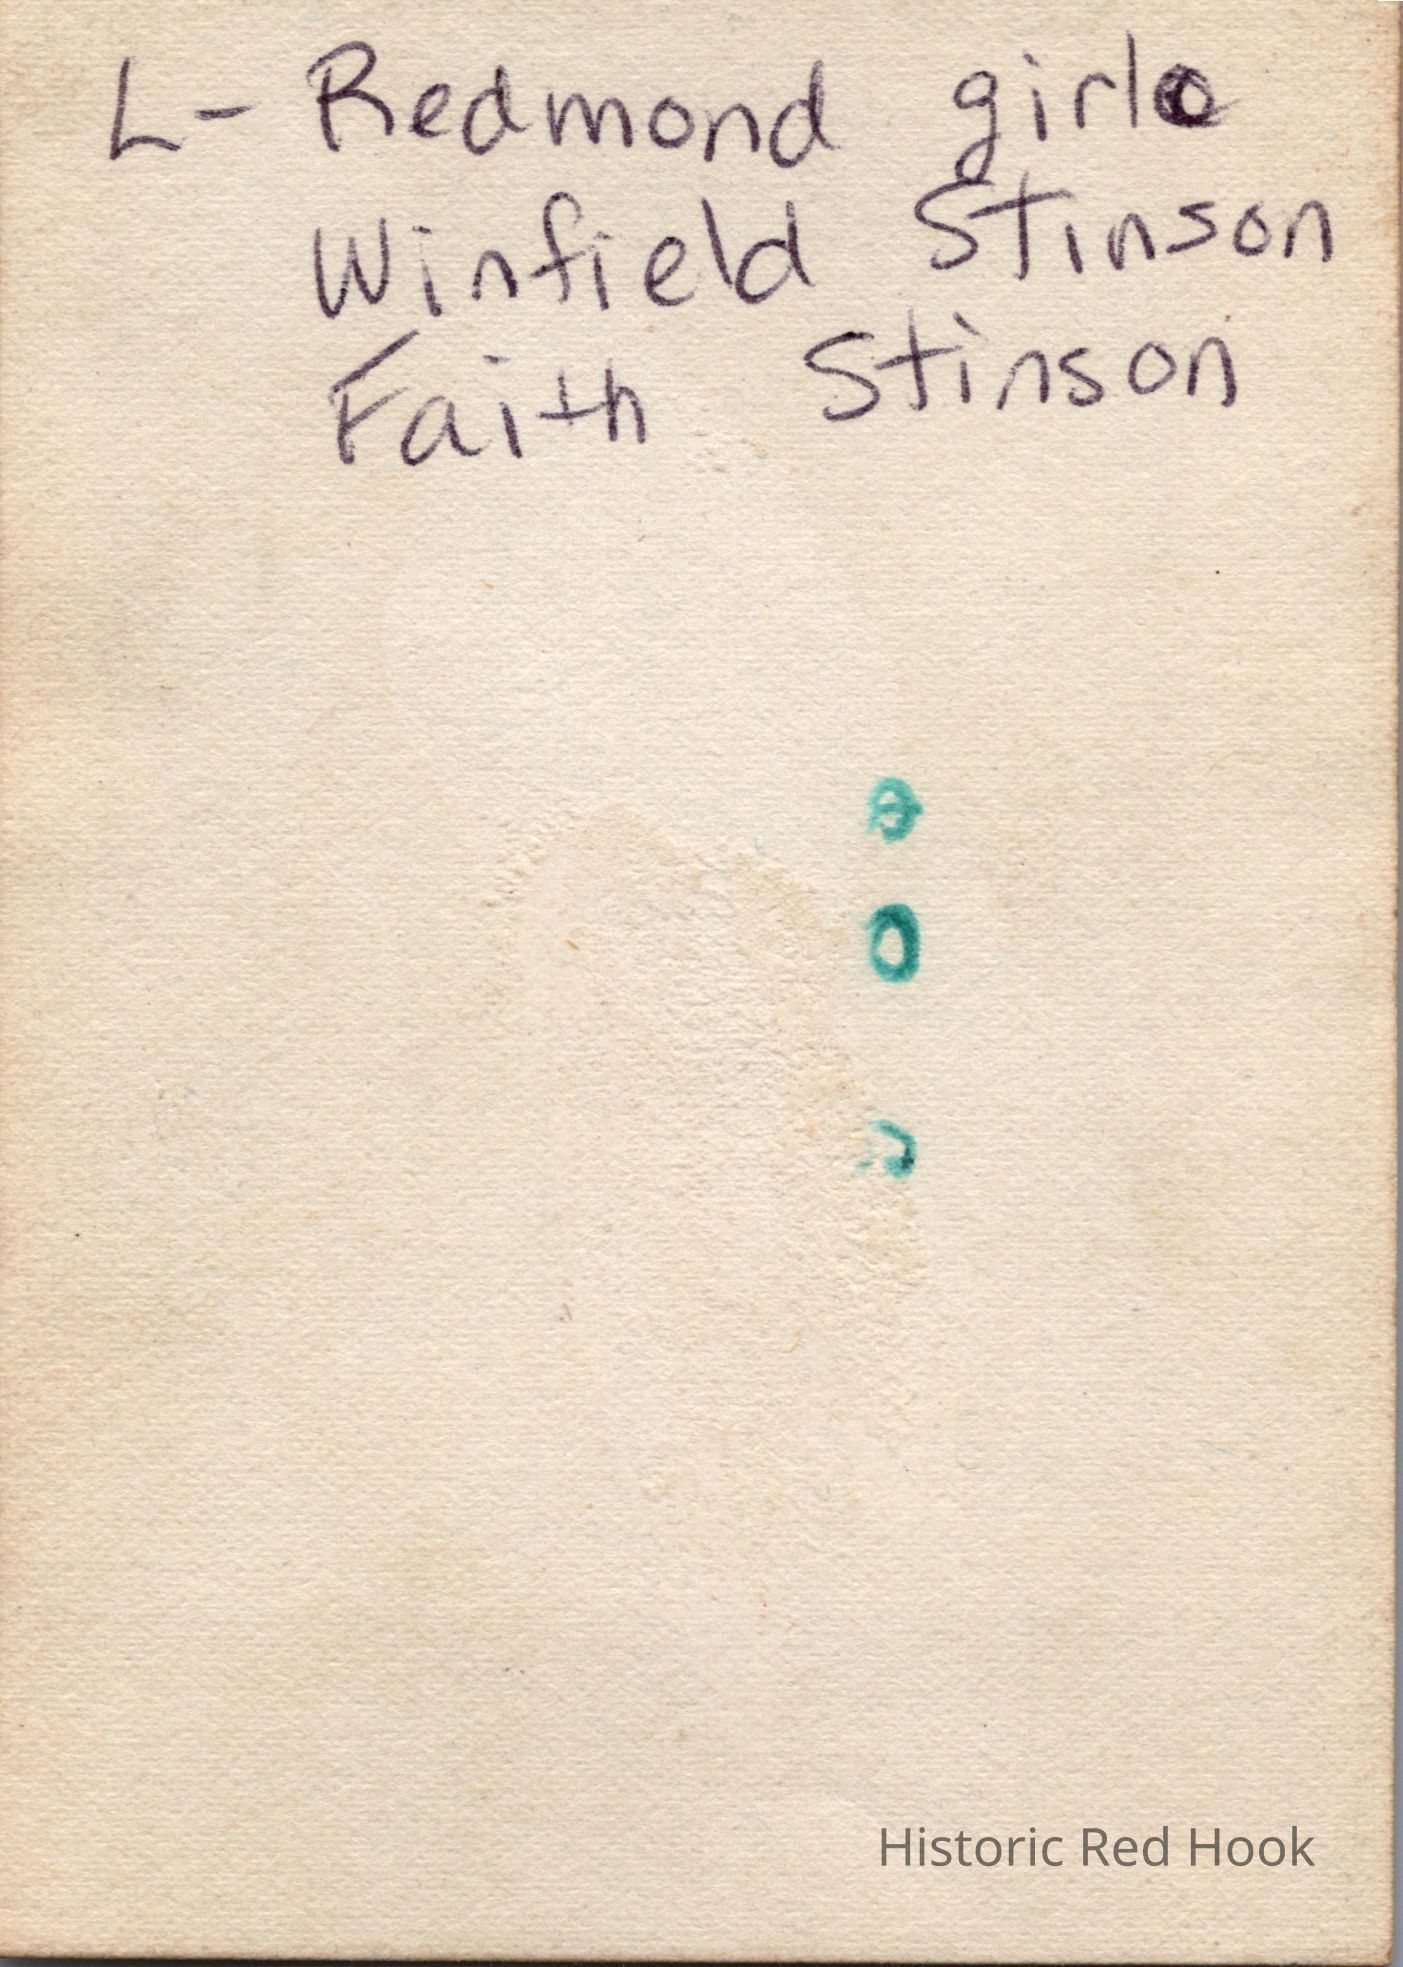 L- Redmond girl
Winfield Stinson
Faith Stinson
Historic Red Hook